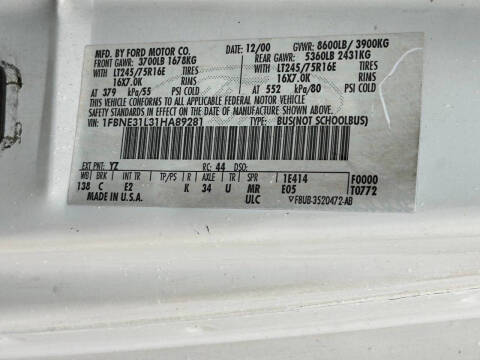 MFD. BY FORD MOTOR CO. 12/00 GVWR: 8600LB/ 3900KG
FRONT GAWR: 3700LB 1678KG REAR GAWR: 5360LB 2431KG
WITH LT245/75R16E TIRES WITH LT245/75R16E TIRES
16X7.0K RIMS 16X7.0K RIMS
AT 379 kPa/55 PSI COLD AT 552 kPa/80 PSI COLD
THIS VEHICLE CONFORMS TO ALL APPLICABLE FEDERAL MOTOR VEHICLE
SAFETY STANDARDS IN EFFECT ON THE DATE OF MANUFACTURE SHOWN ABOVE.
VIN: 1FBNE31L31HA89281 TYPE: BUS(NOT SCHOOLBUS)
EXT PNT: YZ RC: 44 DSO:
WB BRK INT TR TP/PS R AXLE TR SPR 1E414 F0000
138 C E2 K 34 U MR E05 T0772
MADE IN U.S.A. ULC F8UB-3520472-AB